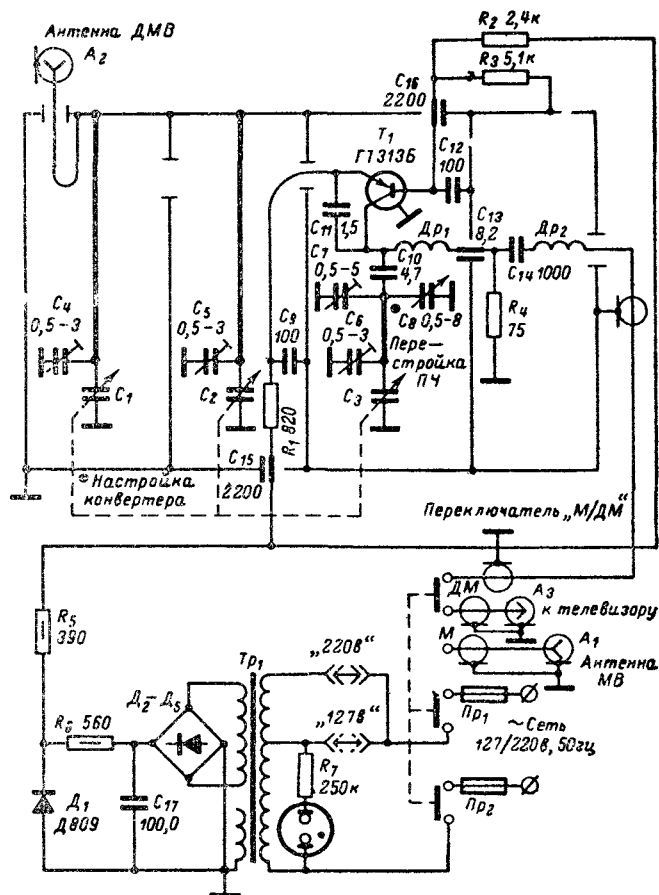 R2 2,4к
Антенна ДМВ
A2
R3 5,1к
C16
2200
T1
ГТ313Б
C12
100
C11 1,5
Др1
C13
8,2
Др2
C7
0,5-5
C10
4,7
C14 1000
C4
0,5-3
C5
0,5-3
C9
100
C6
0,5-3
C8 0,5-8
R4
75
Пере-
стройка
ПЧ
C1
C2
R1 820
C3
C15
2200
Настройка
конвертера
Переключатель „М/ДМ“
ДМ
A3
к телевизору
R5
390
М
A1
Антенна
МВ
Тр1
„220в“
R6 560
Д2-Д5
„127в“
Пр1
~ Сеть
127/220в, 50гц
R7
250к
Д1
Д809
C17
100,0
Пр2